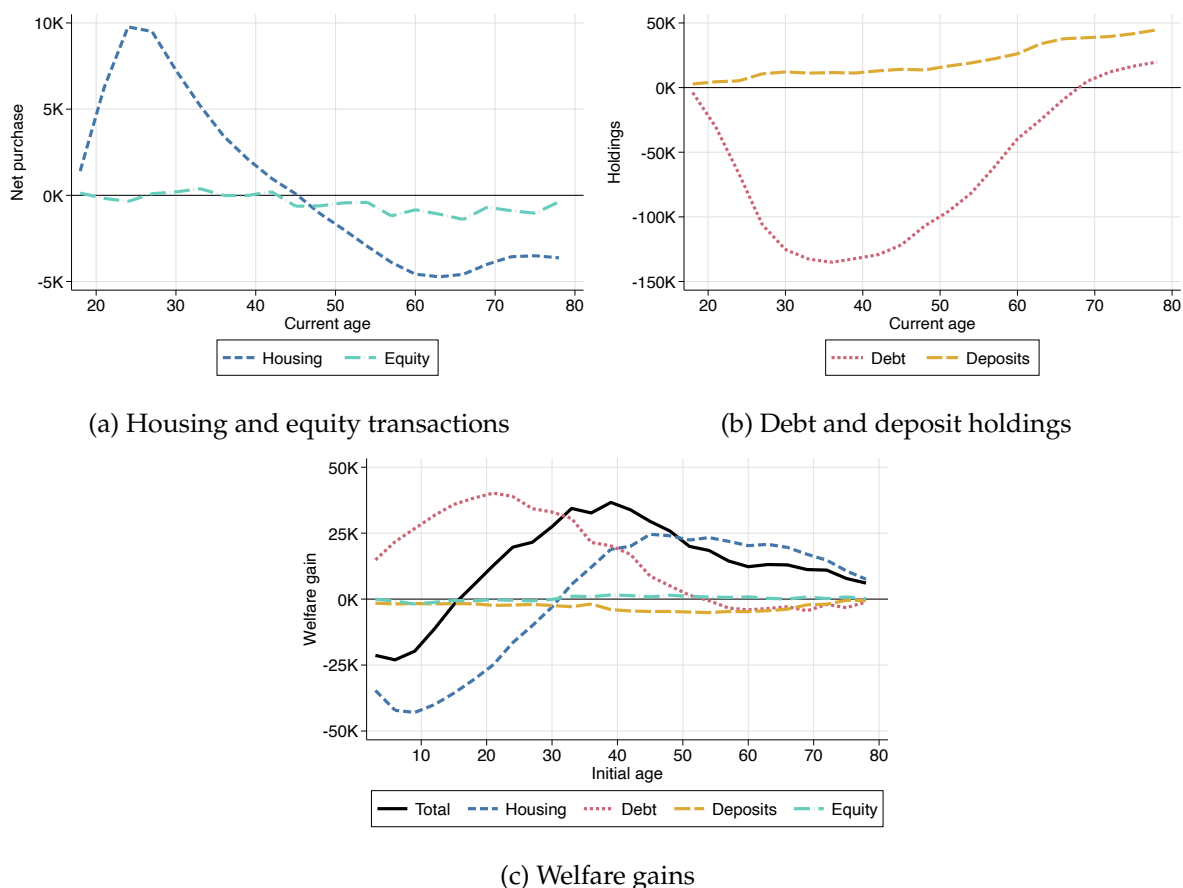 10K
5K
0K
-5K
Net purchase
20 30 40 50 60 70 80
Current age
Housing Equity
(a) Housing and equity transactions
50K
0K
-50K
-100K
-150K
Holdings
20 30 40 50 60 70 80
Current age
Debt Deposits
(b) Debt and deposit holdings
50K
25K
0K
-25K
-50K
Welfare gain
10 20 30 40 50 60 70 80
Initial age
Total Housing Debt Deposits Equity
(c) Welfare gains